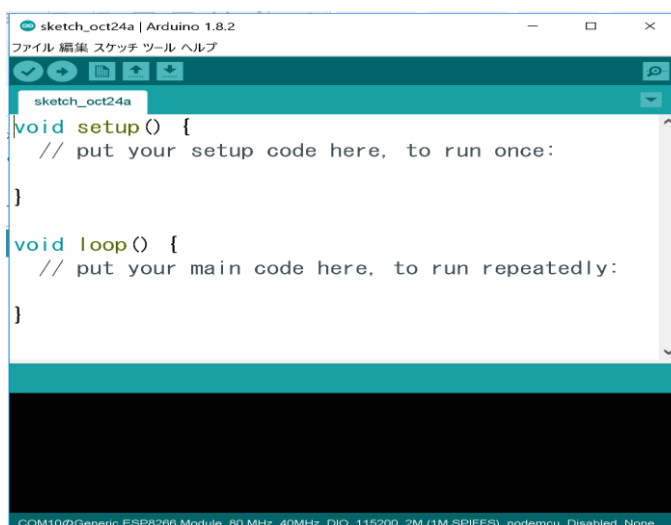 sketch_oct24a | Arduino 1.8.2
ファイル 編集 スケッチ ツール ヘルプ
sketch_oct24a
void setup() {
// put your setup code here, to run once:
}
void loop() {
// put your main code here, to run repeatedly:
}
COM10のGeneric ESP8266 Module, 80 MHz, 40MHz, DIO, 115200, 2M (1M SPIFFS), nodemcu, Disabled, None